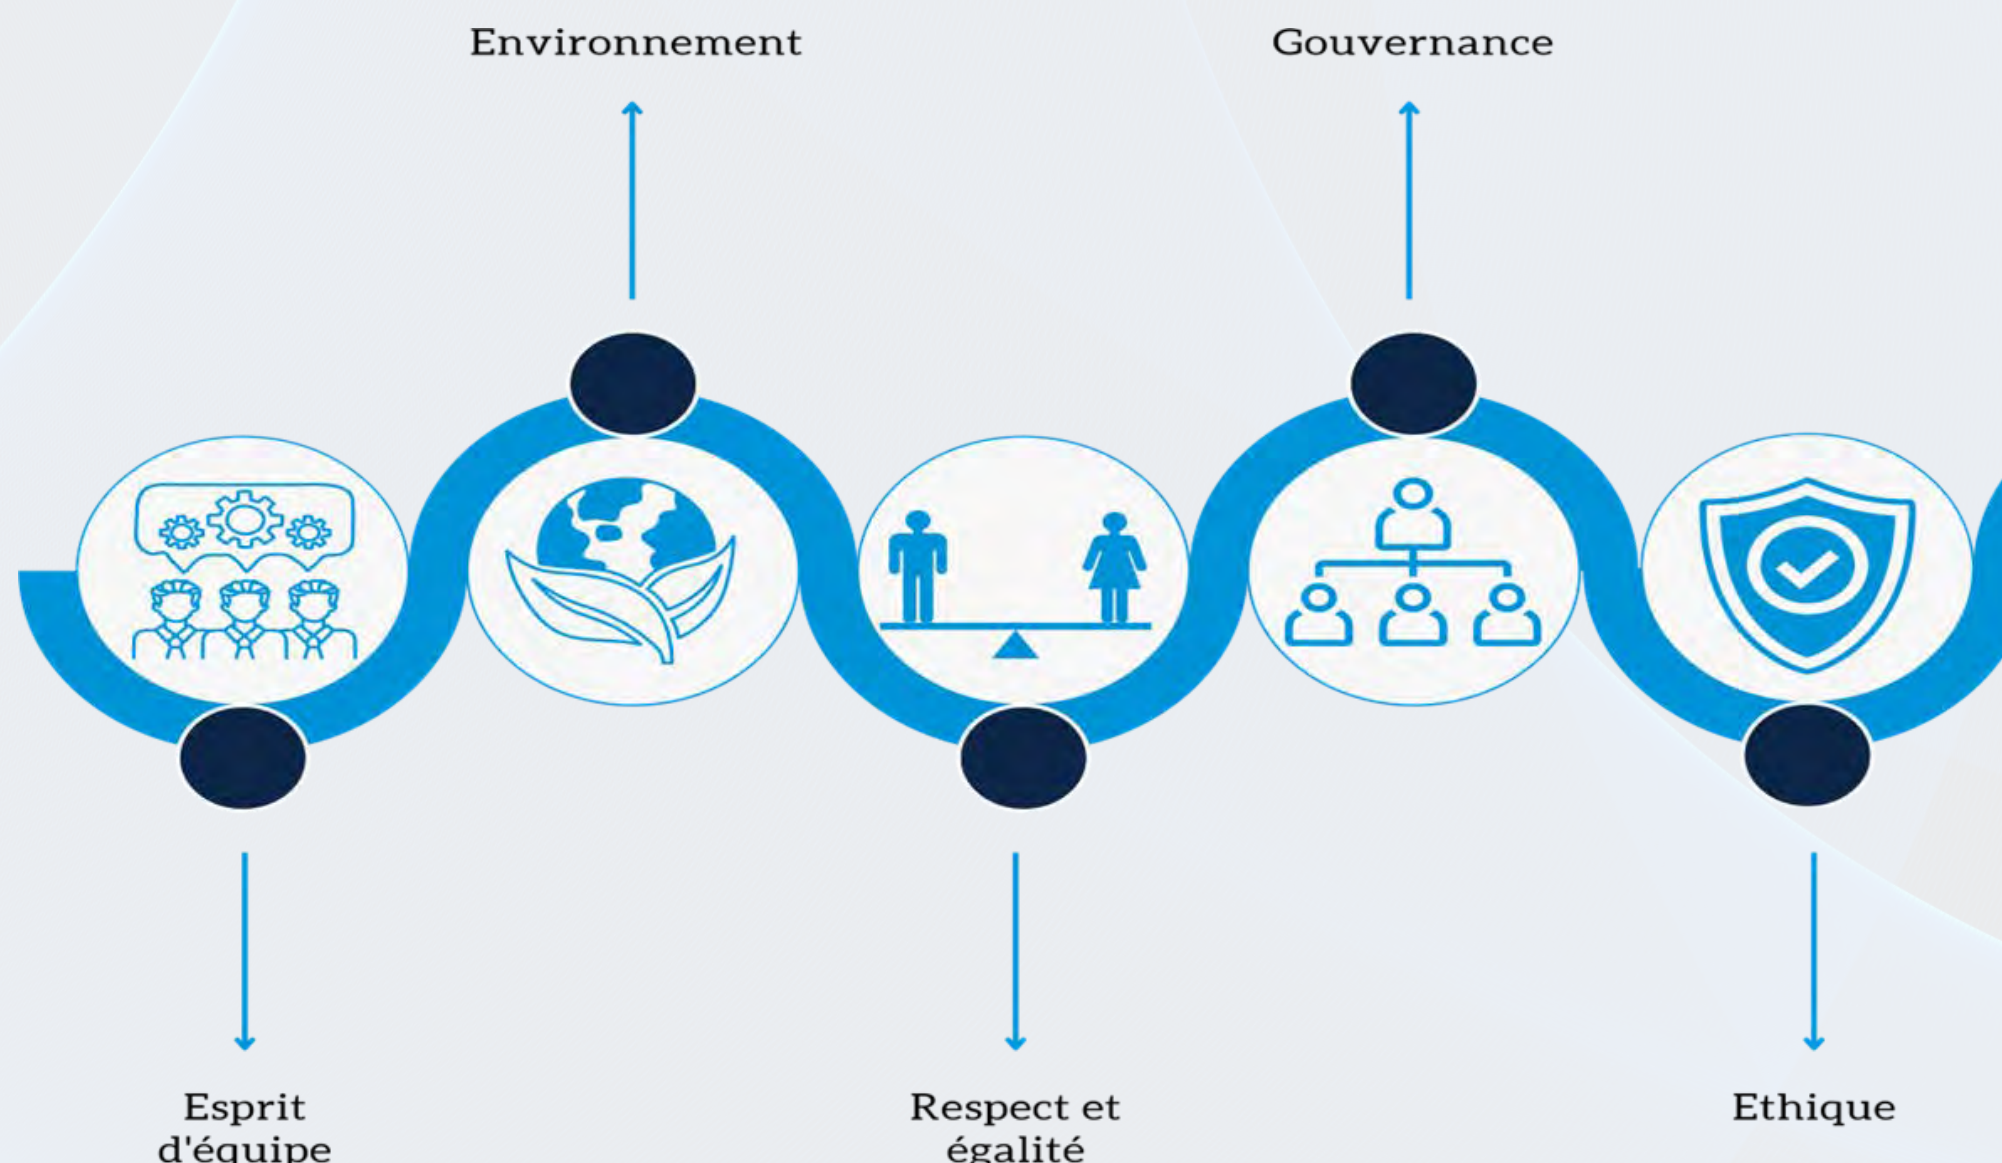 Environnement
Gouvernance
Esprit
d'équipe
Respect et
égalité
Ethique